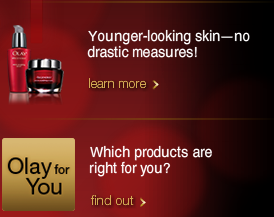 Younger-looking skin—no
drastic measures!
learn more >
OLAY
Olay for
You
Which products are
right for you?
find out >